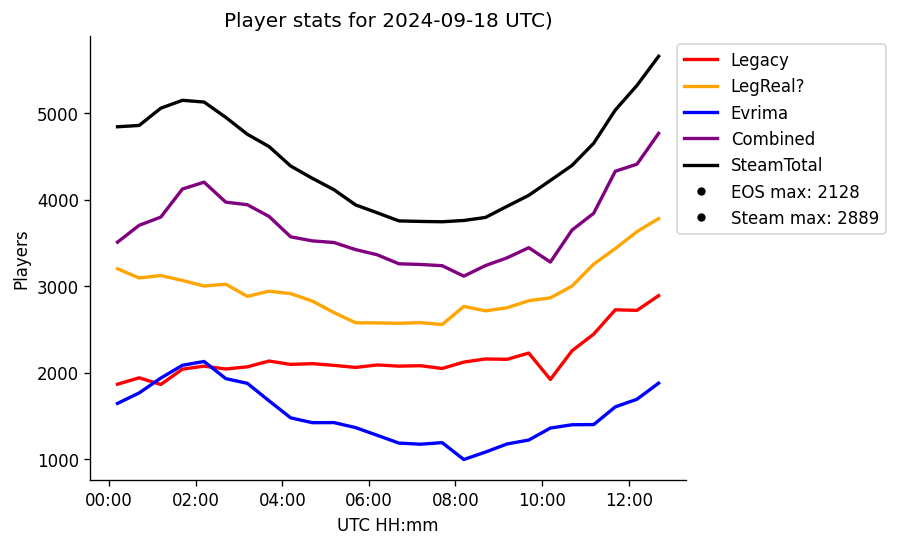 Player stats for 2024-09-18 UTC)
Legacy
LegReal?
Evrima
Combined
SteamTotal
EOS max: 2128
Steam max: 2889
Players
5000
4000
3000
2000
1000
00:00 02:00 04:00 06:00 08:00 10:00 12:00
UTC HH:mm